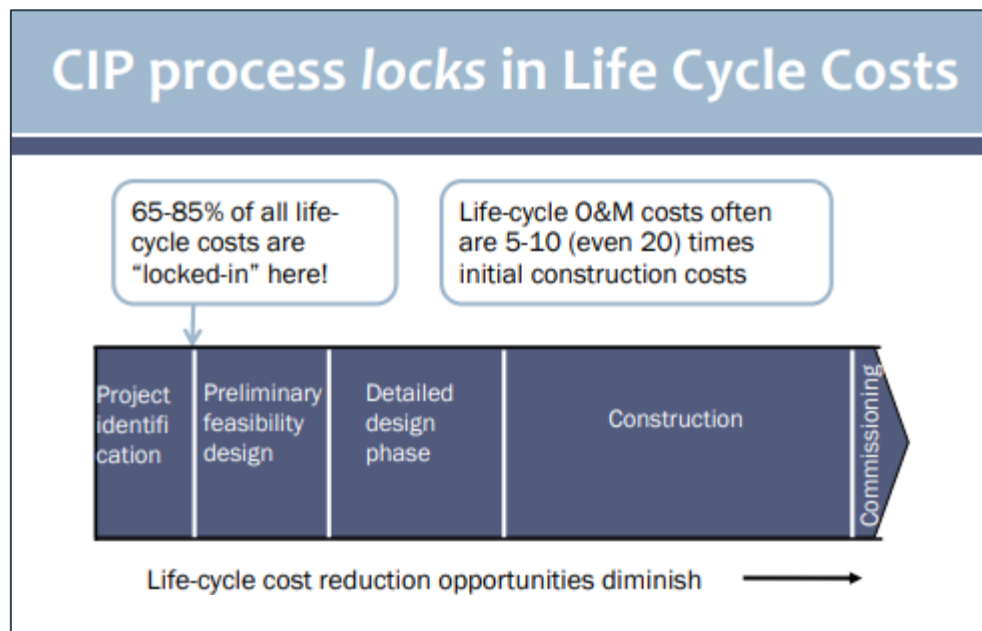 CIP process locks in Life Cycle Costs
65-85% of all life-
cycle costs are
“locked-in” here!
Life-cycle O&M costs often
are 5-10 (even 20) times
initial construction costs
Project
identifi
cation
Preliminary
feasibility
design
Detailed
design
phase
Construction
Commissioning
Life-cycle cost reduction opportunities diminish